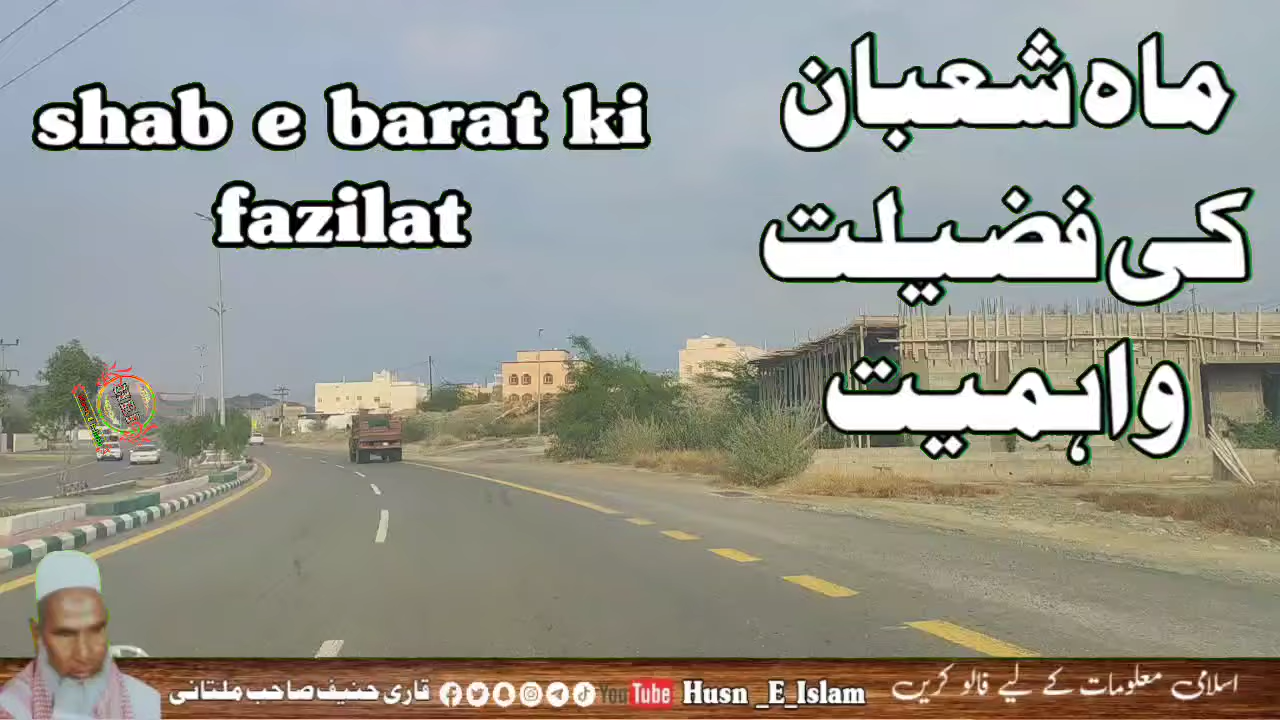 shab e barat ki
fazilat
ماہ شعبان
کی فضیلت
واہمیت
قاری حنیف صاحب ملتانی
YouTube Husn _E_Islam
اسلامی معلومات کے لیے فالو کریں